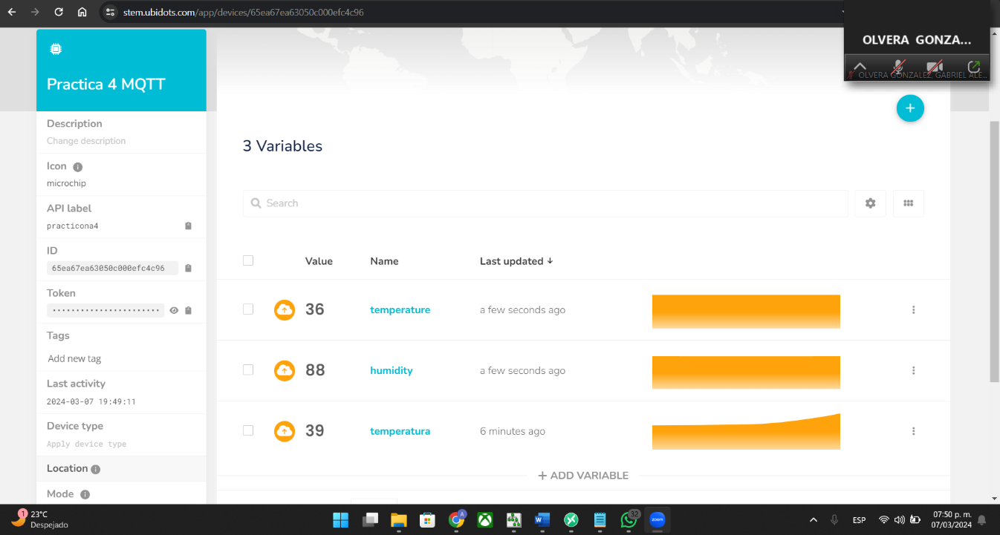 stem.ubidots.com/app/devices/65ea67ea63050c000efc4c96
OLVERA GONZA...
OLVERA GONZALEZ, GABRIEL ALE...
Practica 4 MQTT
Description
Change description
Icon
microchip
API label
practicona4
ID
65ea67ea63050c000efc4c96
Token
Tags
Add new tag
Last activity
2024-03-07 19:49:11
Device type
Apply device type
Location
Mode
3 Variables
Search
Value Name Last updated
36 temperature a few seconds ago
88 humidity a few seconds ago
39 temperatura 6 minutes ago
+ ADD VARIABLE
1
23°C
Despejado
A
W
32
zoom
ESP
07:50 p. m.
07/03/2024